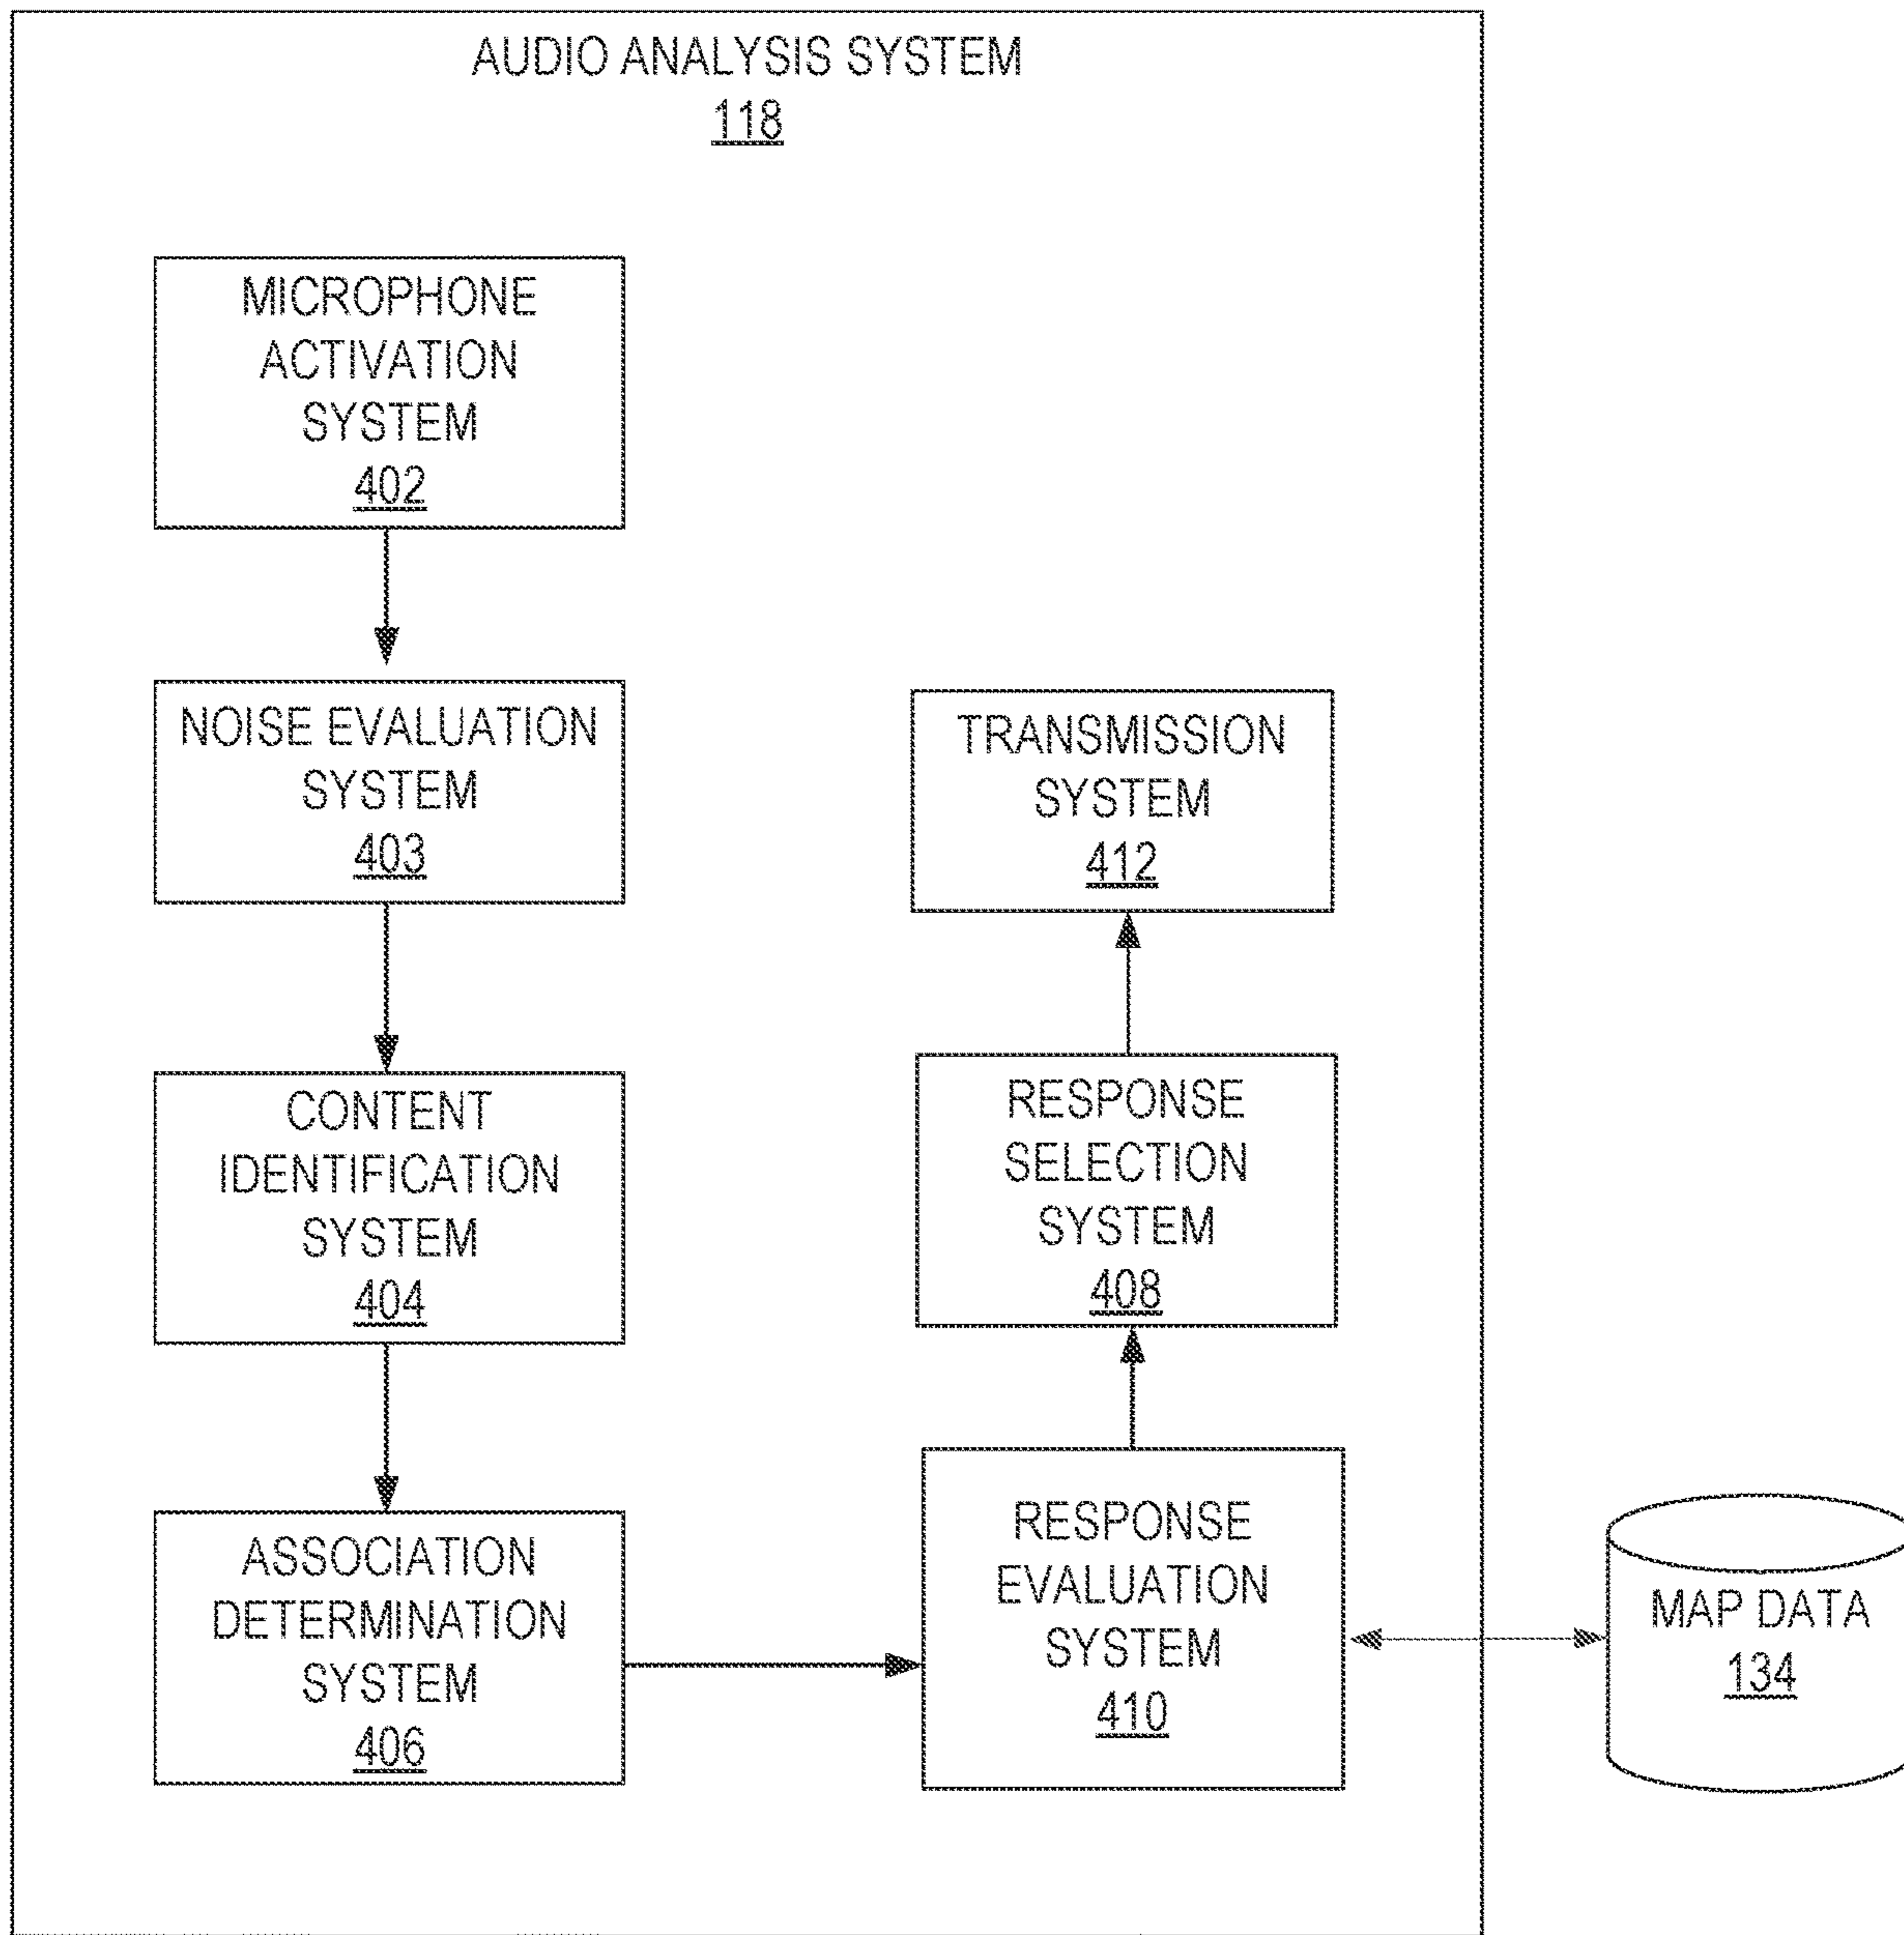 AUDIO ANALYSIS SYSTEM
118
MICROPHONE
ACTIVATION
SYSTEM
402
NOISE EVALUATION
SYSTEM
403
CONTENT
IDENTIFICATION
SYSTEM
404
ASSOCIATION
DETERMINATION
SYSTEM
406
TRANSMISSION
SYSTEM
412
RESPONSE
SELECTION
SYSTEM
408
RESPONSE
EVALUATION
SYSTEM
410
MAP DATA
134